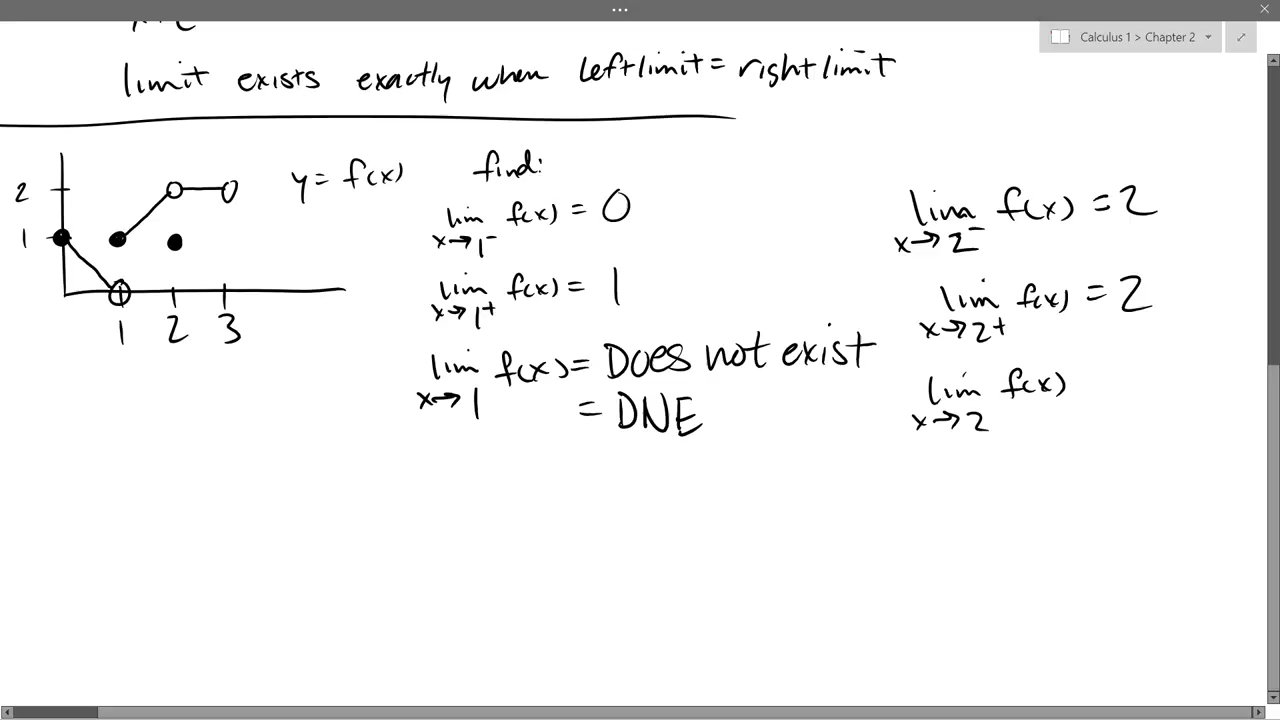 Calculus 1 > Chapter 2
limit exists exactly when left limit = right limit
y = f(x)
find:
2
1
1 2 3
lim f(x) = 0
x→1⁻
lim f(x) = 1
x→1⁺
lim f(x) = Does not exist
x→1
= DNE
lim f(x) = 2
x→2⁻
lim f(x) = 2
x→2⁺
lim f(x)
x→2